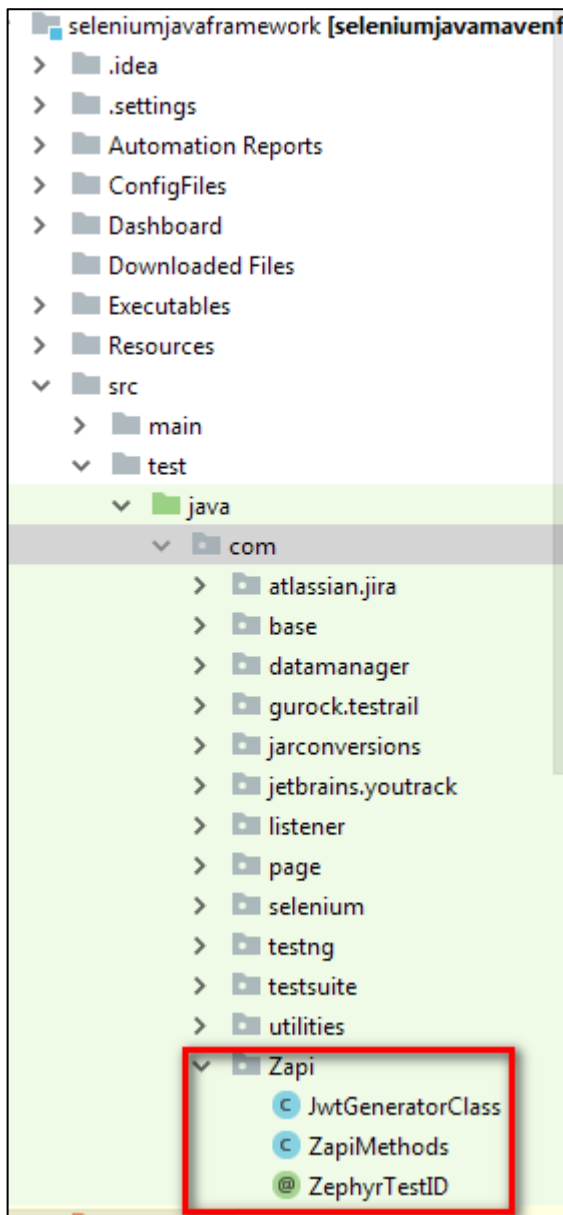 seleniumjavaframework [seleniumjavamavenf
.idea
.settings
Automation Reports
ConfigFiles
Dashboard
Downloaded Files
Executables
Resources
src
main
test
java
com
atlassian.jira
base
datamanager
gurock.testrail
jarconversions
jetbrains.youtrack
listener
page
selenium
testng
testsuite
utilities
Zapi
C JwtGeneratorClass
C ZapiMethods
@ ZephyrTestID